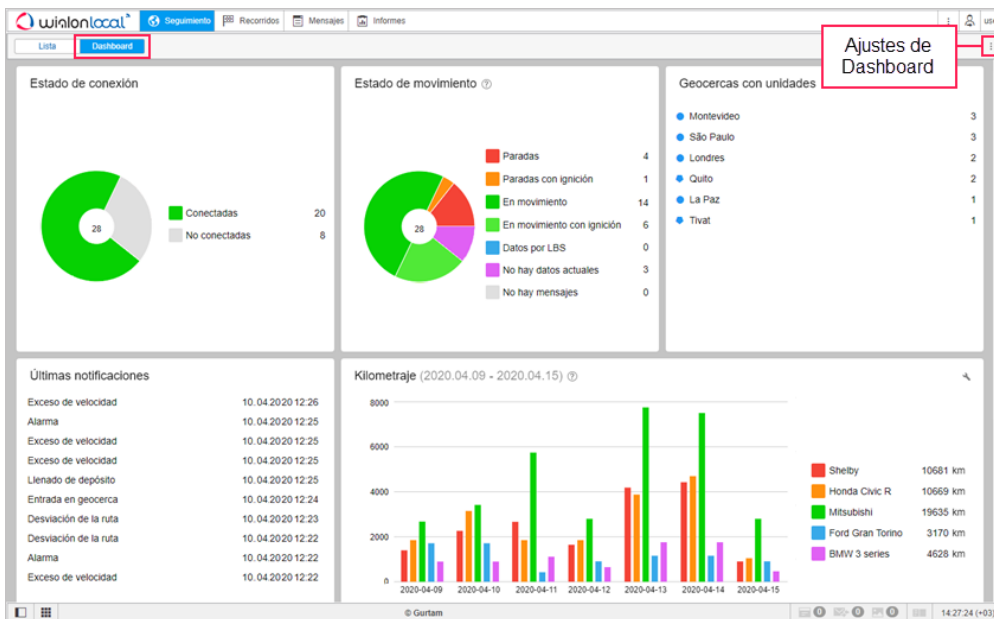 wialon local
Seguimiento
Recorridos
Mensajes
Informes
Lista
Dashboard
Ajustes de
Dashboard
Estado de conexión
28
Conectadas 20
No conectadas 8
Estado de movimiento
28
Paradas 4
Paradas con ignición 1
En movimiento 14
En movimiento con ignición 6
Datos por LBS 0
No hay datos actuales 3
No hay mensajes 0
Geocercas con unidades
Montevideo 3
São Paulo 3
Londres 2
Quito 2
La Paz 1
Tivat 1
Últimas notificaciones
Exceso de velocidad 10.04.2020 12:26
Alarma 10.04.2020 12:25
Exceso de velocidad 10.04.2020 12:25
Exceso de velocidad 10.04.2020 12:25
Llenado de depósito 10.04.2020 12:25
Entrada en geocerca 10.04.2020 12:24
Desviación de la ruta 10.04.2020 12:23
Desviación de la ruta 10.04.2020 12:22
Alarma 10.04.2020 12:22
Exceso de velocidad 10.04.2020 12:22
Kilometraje (2020.04.09 - 2020.04.15)
8000
6000
4000
2000
0
2020-04-09 2020-04-10 2020-04-11 2020-04-12 2020-04-13 2020-04-14 2020-04-15
Shelby 10681 km
Honda Civic R 10669 km
Mitsubishi 19635 km
Ford Gran Torino 3170 km
BMW 3 series 4628 km
© Gurtam
0 0 0
14:27:24 (+03)